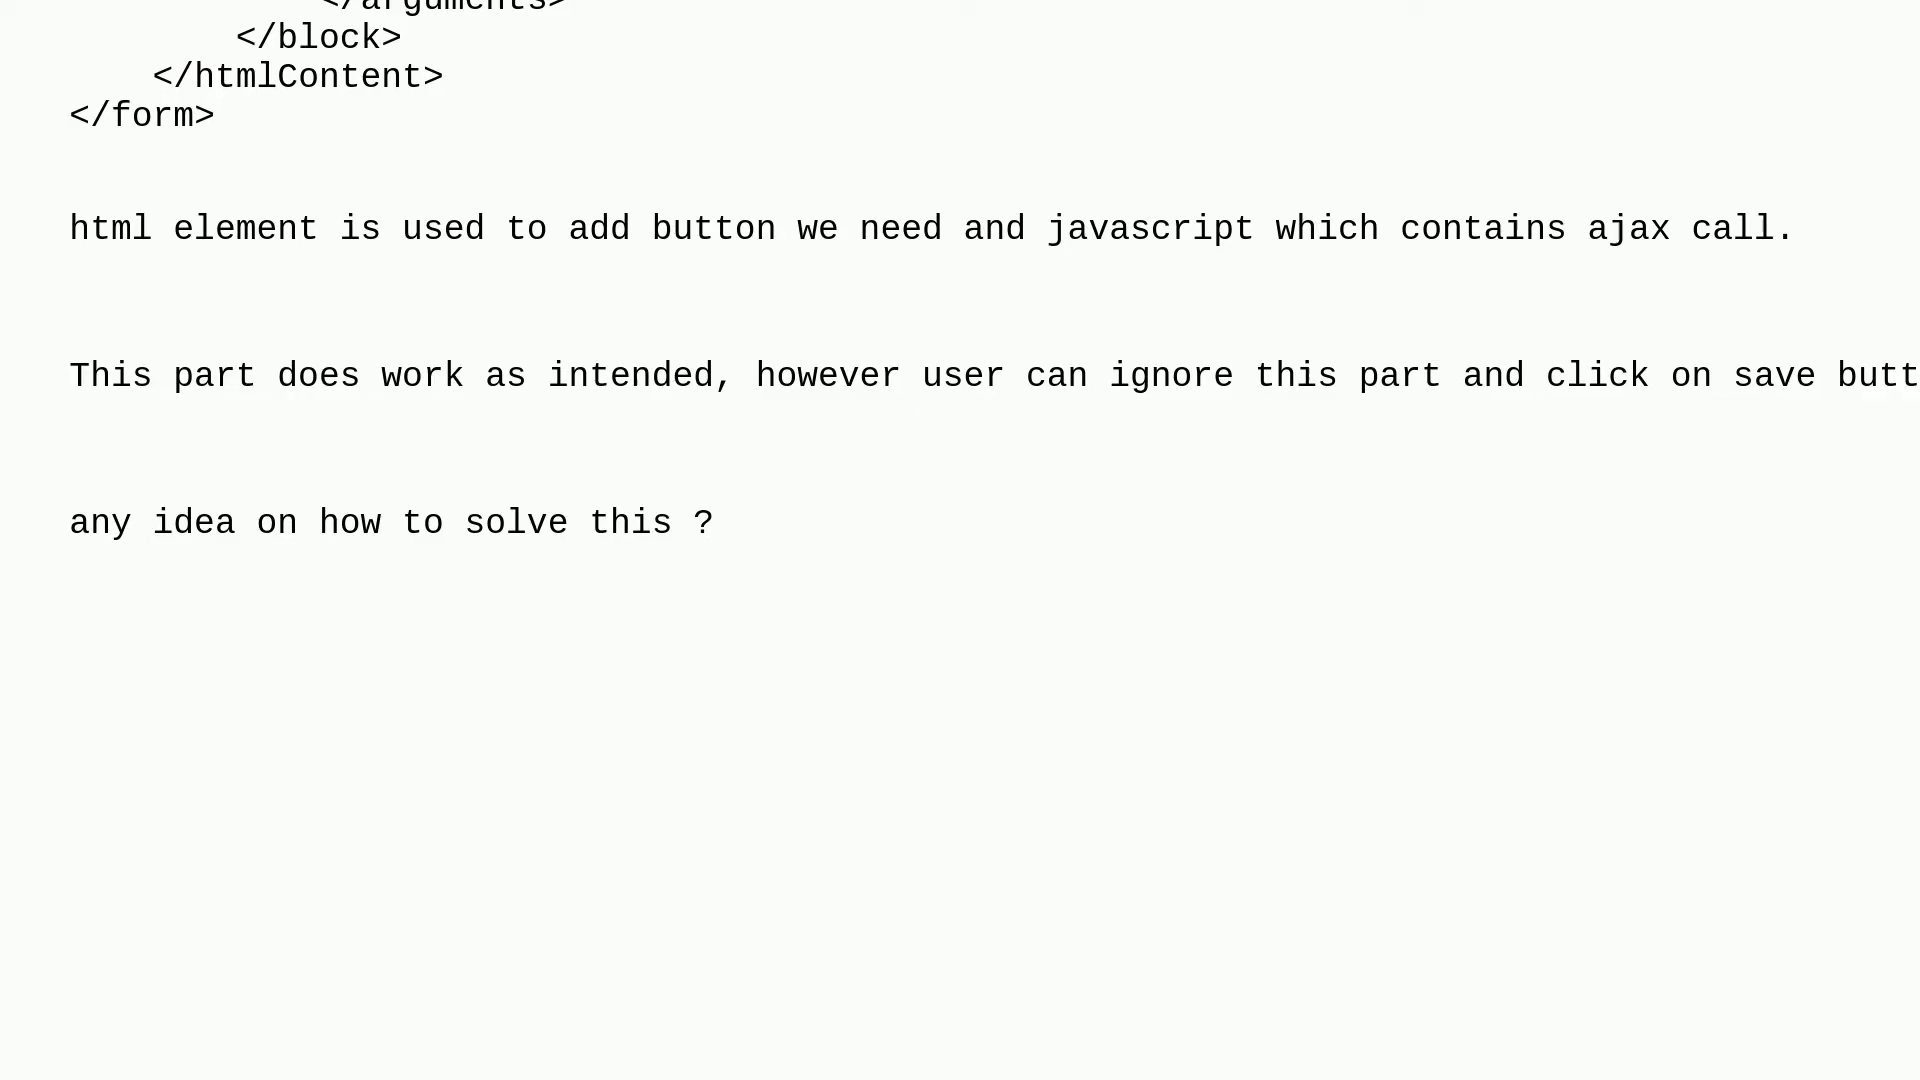 </arguments>
</block>
</htmlContent>
</form>
html element is used to add button we need and javascript which contains ajax call.
This part does work as intended, however user can ignore this part and click on save butt
any idea on how to solve this ?